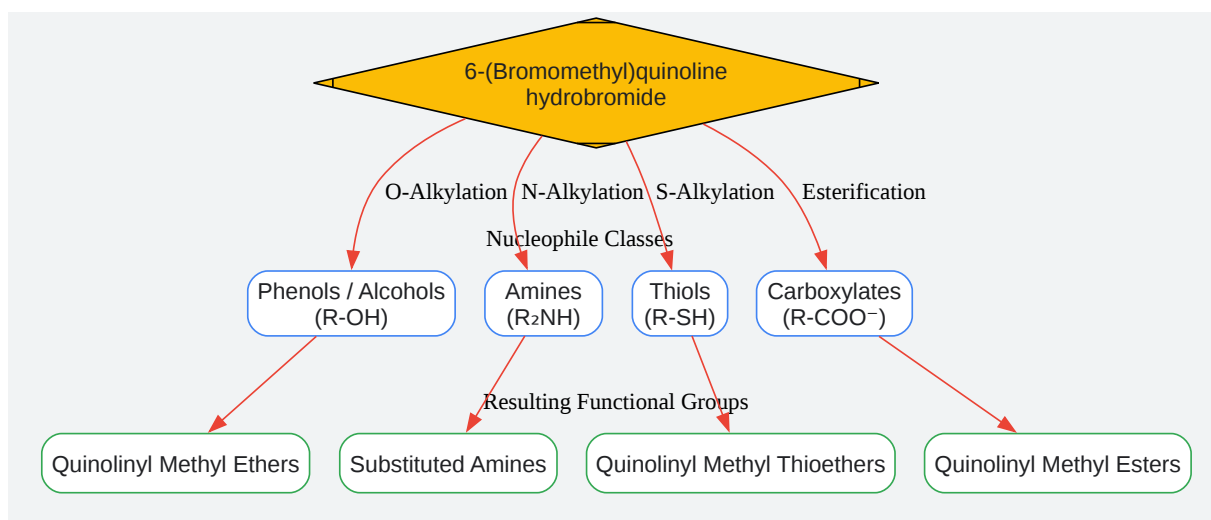 6-(Bromomethyl)quinoline
hydrobromide
O-Alkylation
N-Alkylation
S-Alkylation
Esterification
Nucleophile Classes
Phenols / Alcohols
(R-OH)
Amines
(R₂NH)
Thiols
(R-SH)
Carboxylates
(R-COO⁻)
Resulting Functional Groups
Quinolinyl Methyl Ethers
Substituted Amines
Quinolinyl Methyl Thioethers
Quinolinyl Methyl Esters